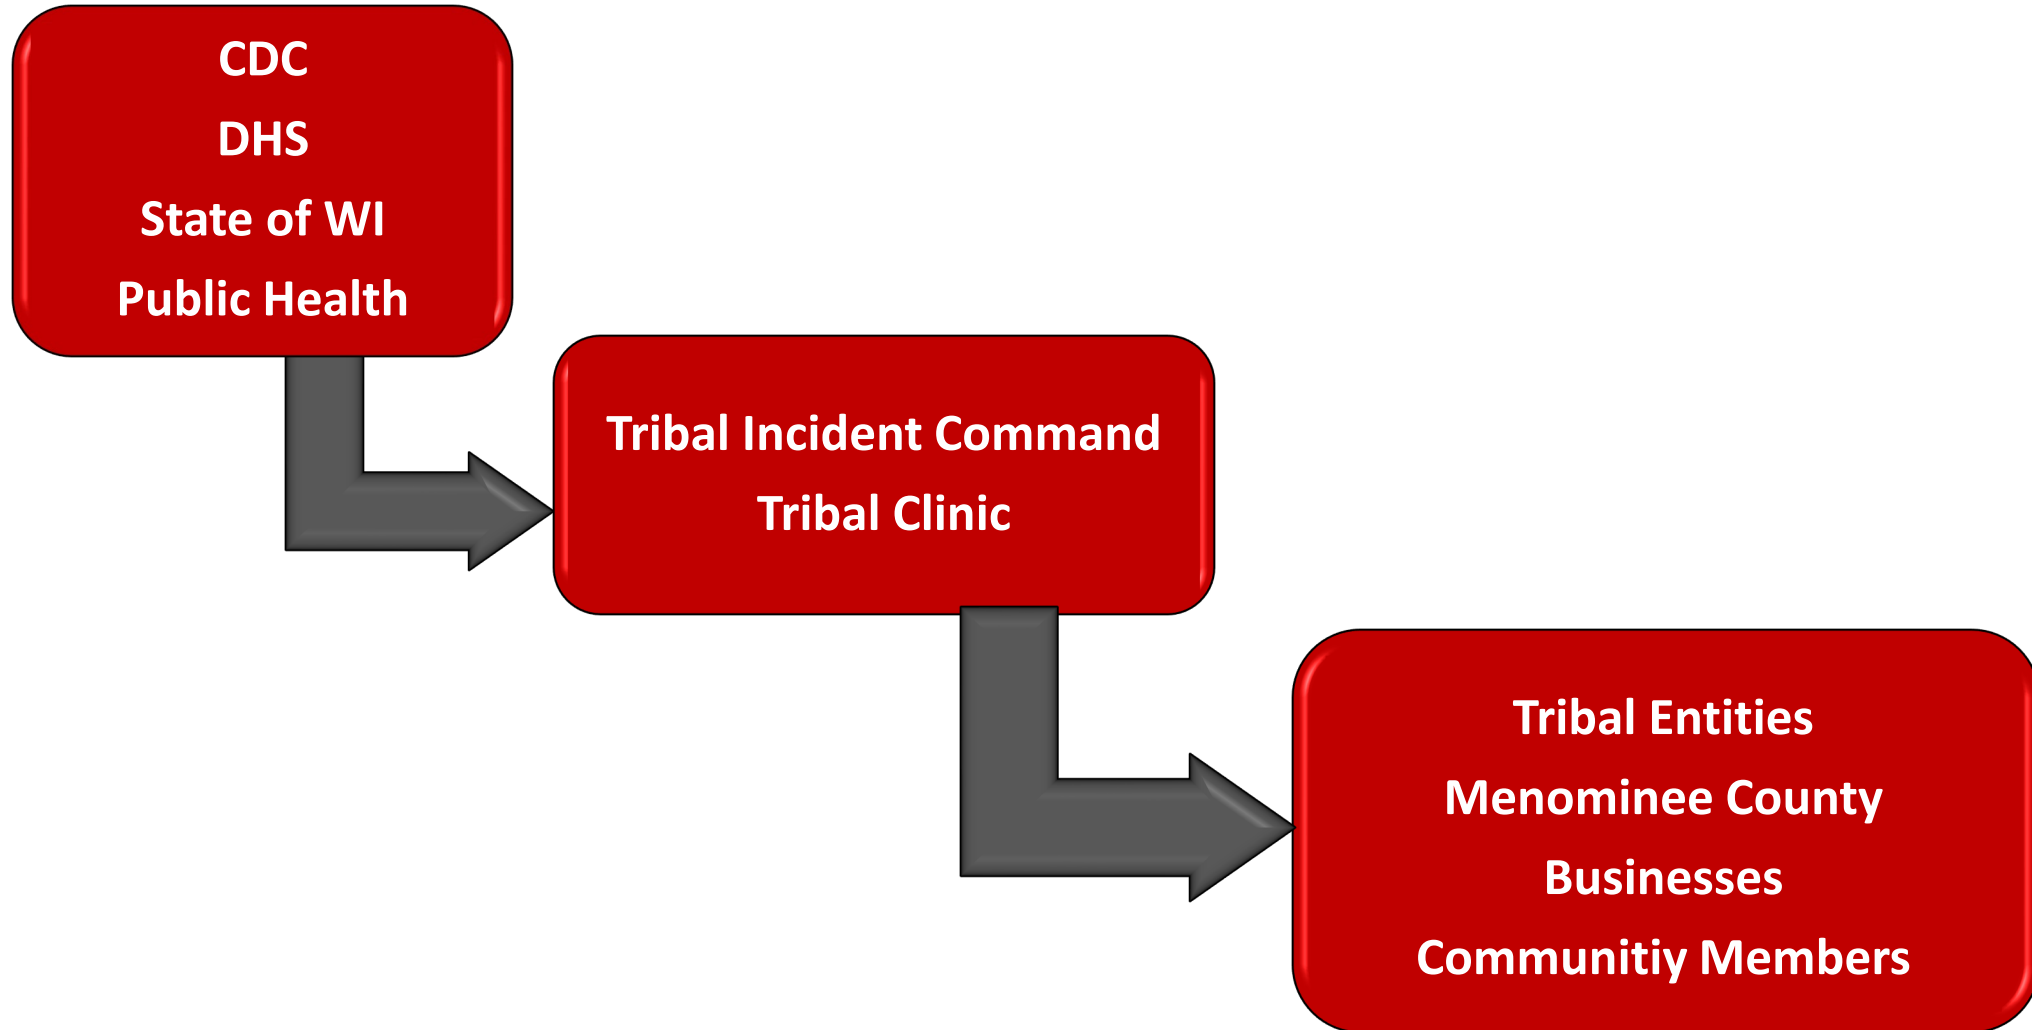 CDC
DHS
State of WI
Public Health
Tribal Incident Command
Tribal Clinic
Tribal Entities
Menominee County
Businesses
Communitiy Members